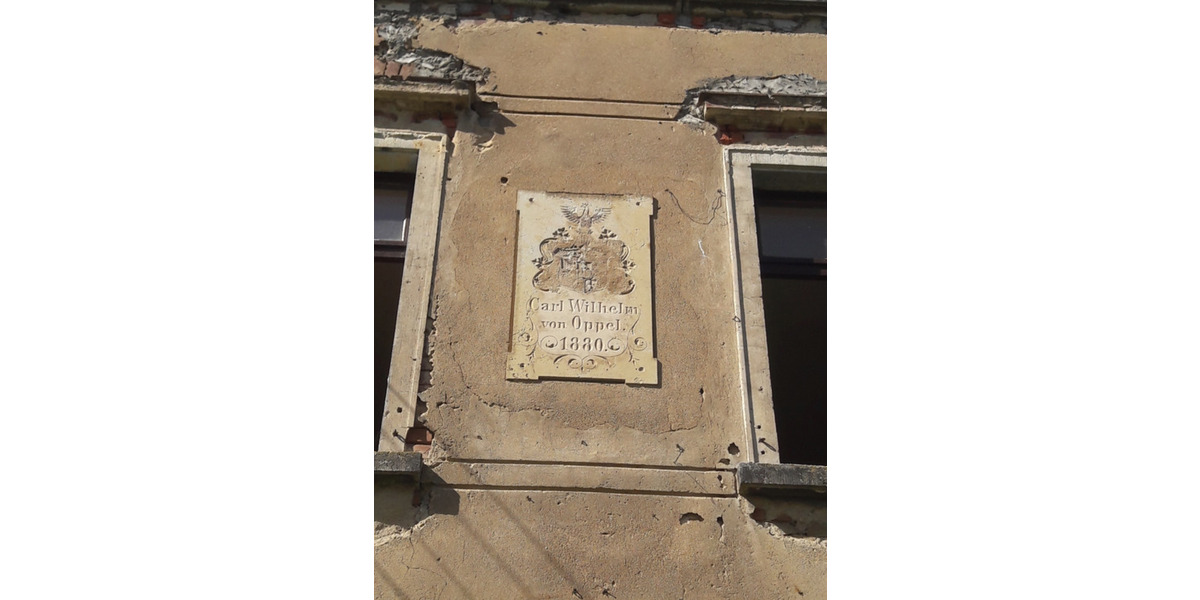 Carl Wilhelm
von Oppel.
1880.